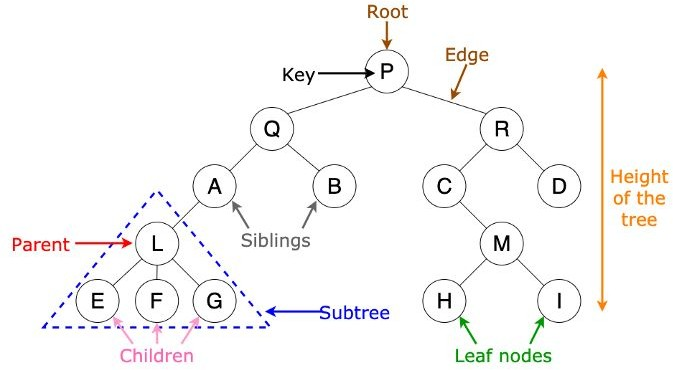 Root
Edge
Key
P
Q
R
A
B
C
D
Height
of the
tree
Siblings
Parent
L
M
E
F
G
H
I
Subtree
Children
Leaf nodes